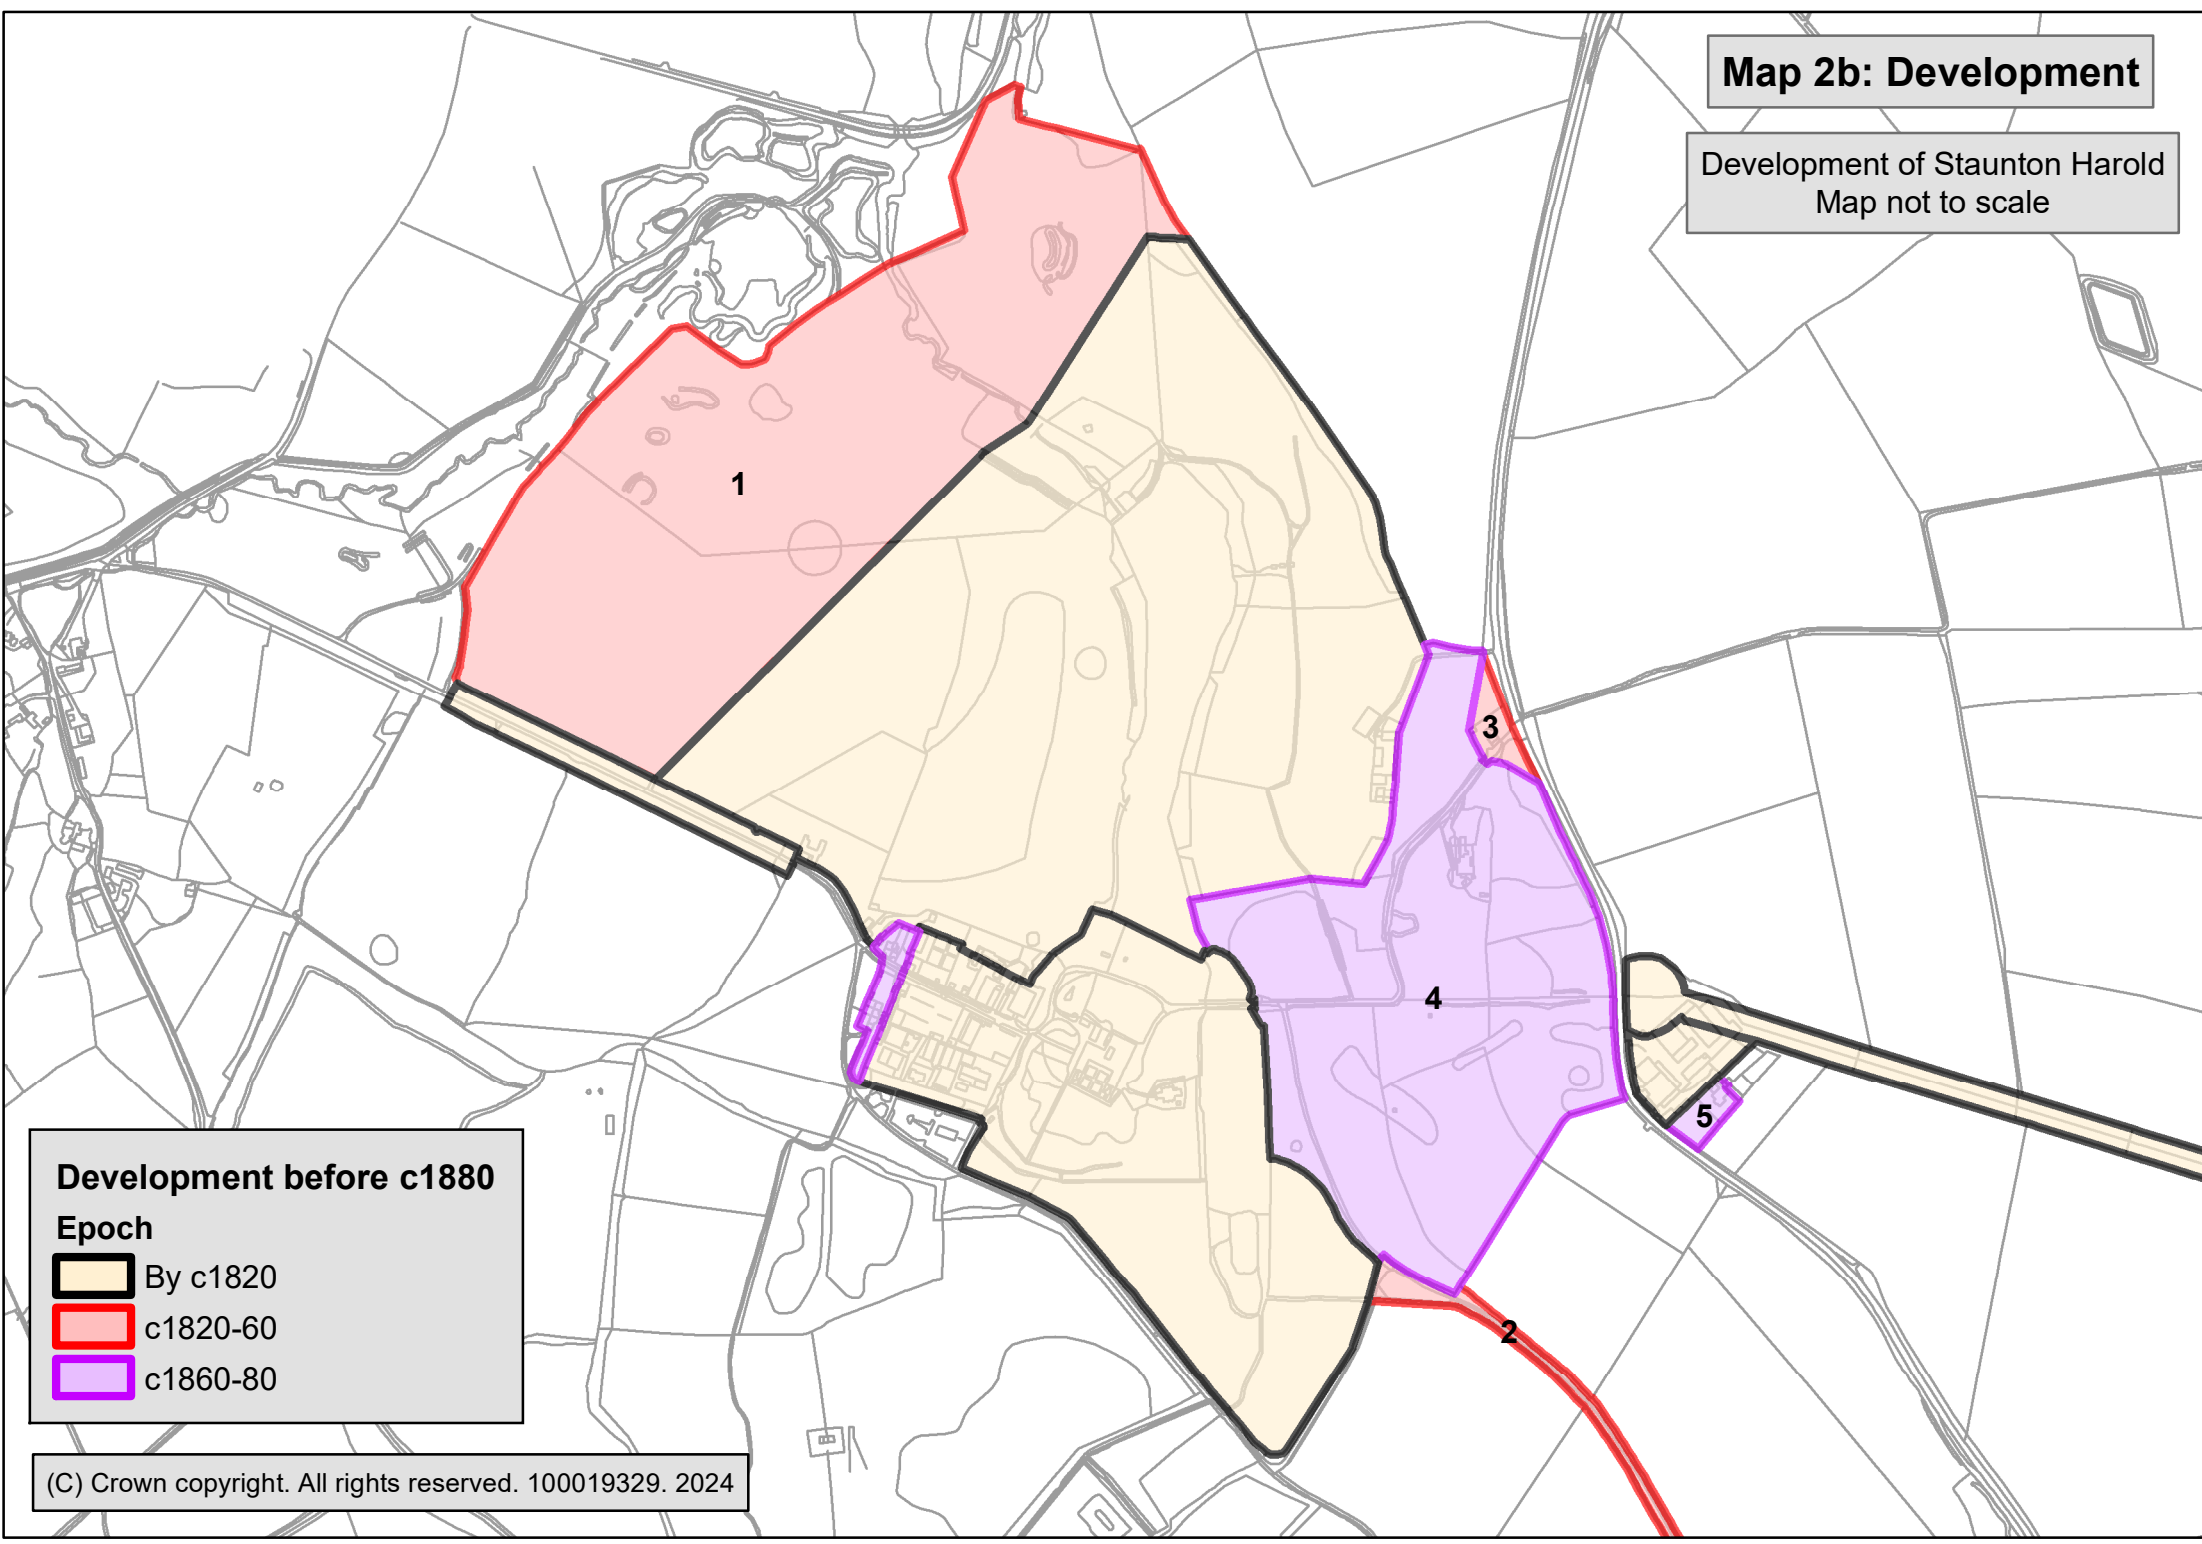 Map 2b: Development
Development of Staunton Harold
Map not to scale
1
3
4
5
2
Development before c1880
Epoch
By c1820
c1820-60
c1860-80
(C) Crown copyright. All rights reserved. 100019329. 2024